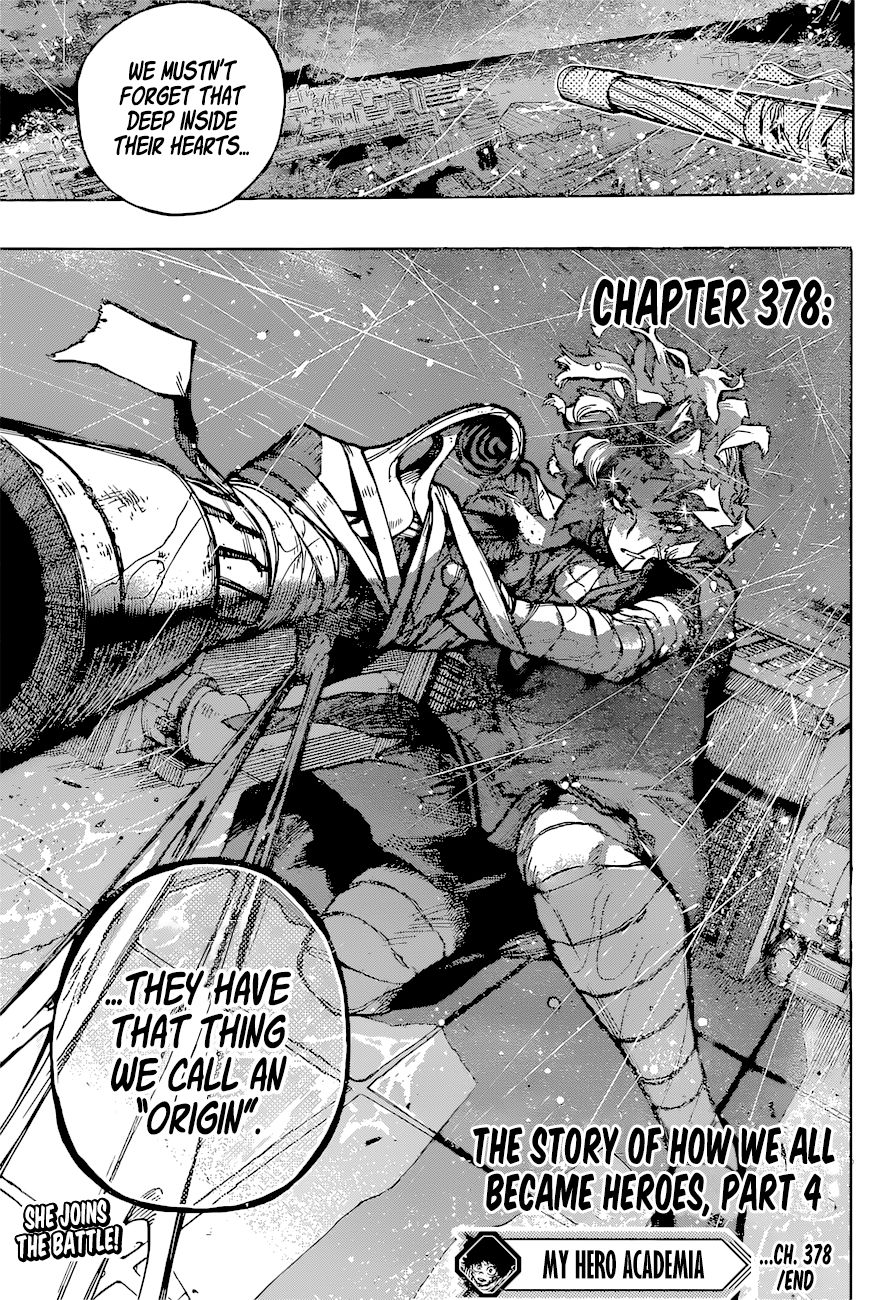 WE MUSTN'T
FORGET THAT
DEEP INSIDE
THEIR HEARTS...
CHAPTER 378:
...THEY HAVE
THAT THING
WE CALL AN
"ORIGIN".
THE STORY OF HOW WE ALL
BECAME HEROES, PART 4
SHE JOINS
THE BATTLE!
MY HERO ACADEMIA
...CH. 378
/END